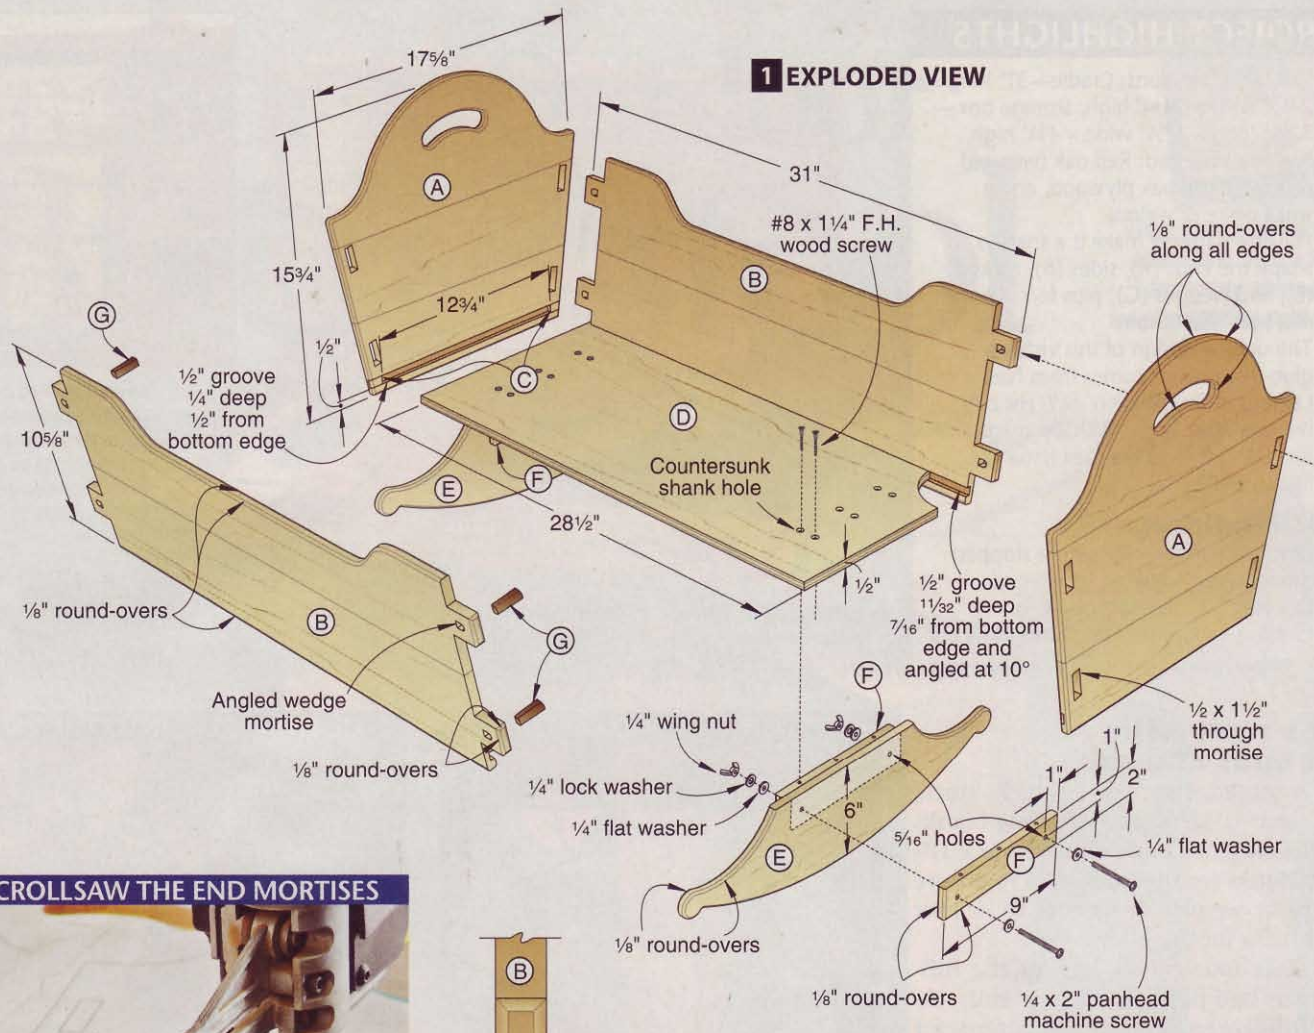 1 EXPLODED VIEW
17⅝"
A
31"
B
#8 x 1¼" F.H.
wood screw
⅛" round-overs
along all edges
15¾"
12¾"
G
½"
½" groove
¼" deep
½" from
bottom edge
C
D
10⅝"
Countersunk
shank hole
F
E
28½"
½"
A
½" groove
11/32" deep
7/16" from bottom
edge and
angled at 10°
⅛" round-overs
B
G
Angled wedge
mortise
⅛" round-overs
½ x 1½"
through
mortise
F
¼" wing nut
¼" lock washer
¼" flat washer
6"
E
5/16" holes
1"
1"
2"
F
¼" flat washer
9"
⅛" round-overs
⅛" round-overs
¼ x 2" panhead
machine screw
CROLLSAW THE END MORTISES
B